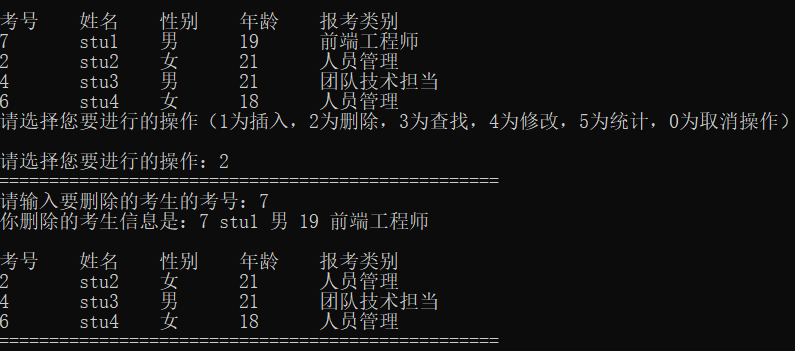 考号 姓名 性别 年龄 报考类别
7 stu1 男 19 前端工程师
2 stu2 女 21 人员管理
4 stu3 男 21 团队技术担当
6 stu4 女 18 人员管理
请选择您要进行的操作（1为插入，2为删除，3为查找，4为修改，5为统计，0为取消操作）
请选择您要进行的操作：2
==================================================
请输入要删除的考生的考号：7
你删除的考生信息是：7 stu1 男 19 前端工程师
考号 姓名 性别 年龄 报考类别
2 stu2 女 21 人员管理
4 stu3 男 21 团队技术担当
6 stu4 女 18 人员管理
==================================================